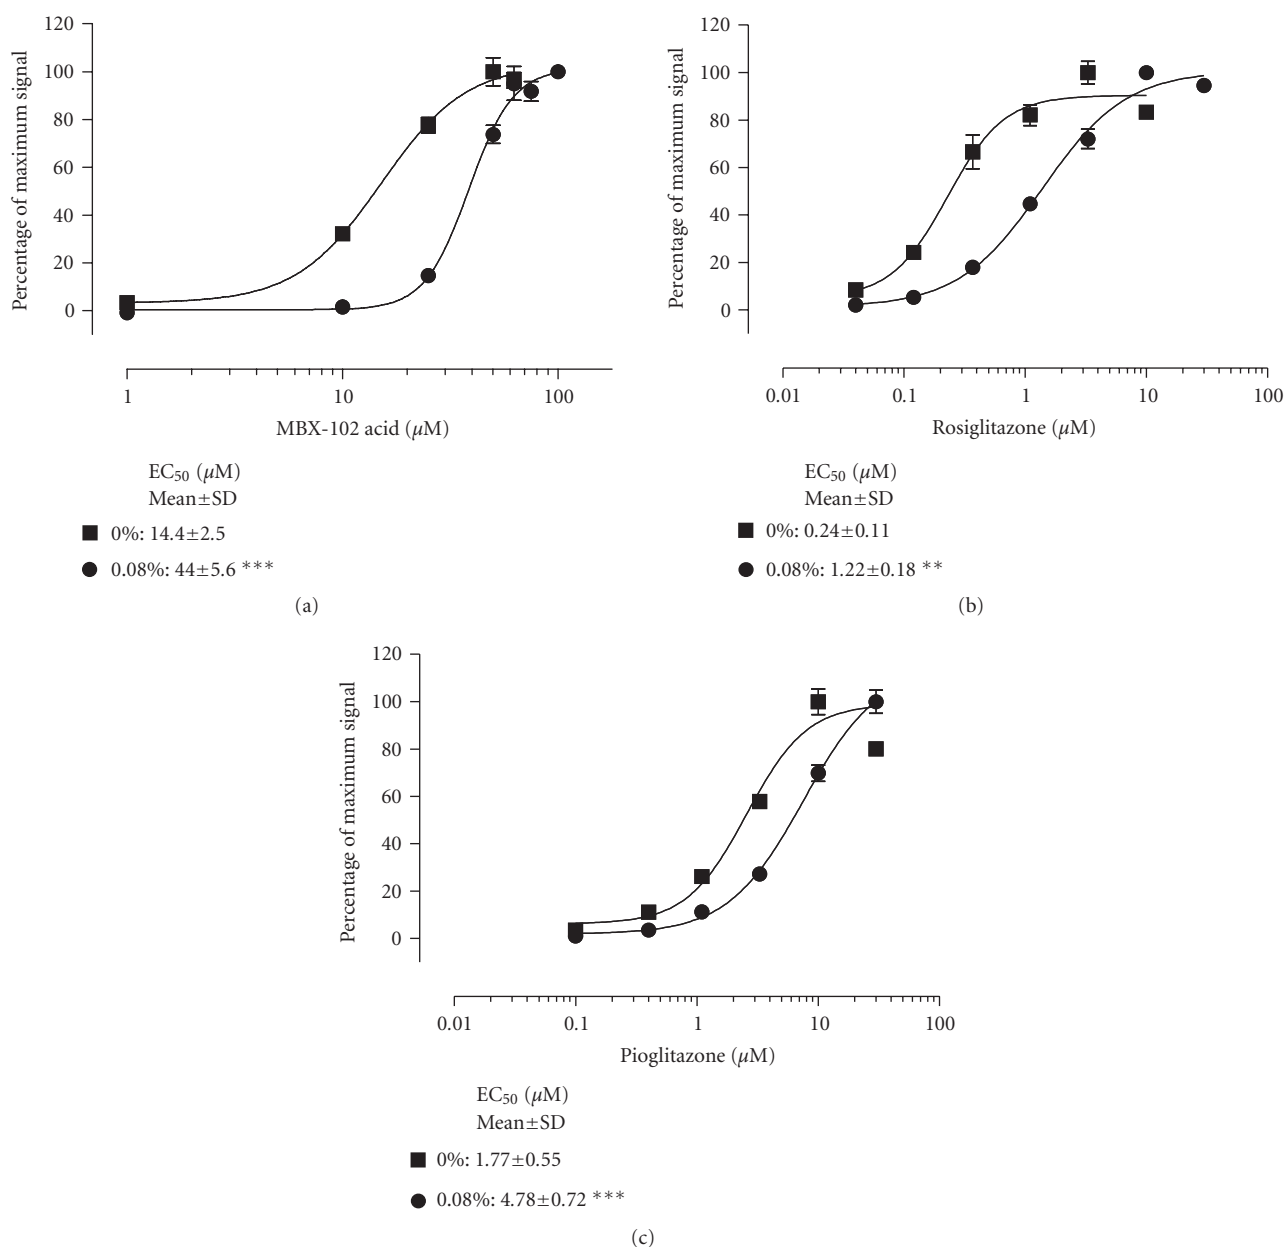 120
100
80
60
40
20
0
Percentage of maximum signal
1 10 100
MBX-102 acid (μM)
EC50 (μM)
Mean±SD
0%: 14.4±2.5
0.08%: 44±5.6 ***
(a)
120
100
80
60
40
20
0
Percentage of maximum signal
0.01 0.1 1 10 100
Rosiglitazone (μM)
EC50 (μM)
Mean±SD
0%: 0.24±0.11
0.08%: 1.22±0.18 **
(b)
120
100
80
60
40
20
0
Percentage of maximum signal
0.01 0.1 1 10 100
Pioglitazone (μM)
EC50 (μM)
Mean±SD
0%: 1.77±0.55
0.08%: 4.78±0.72 ***
(c)